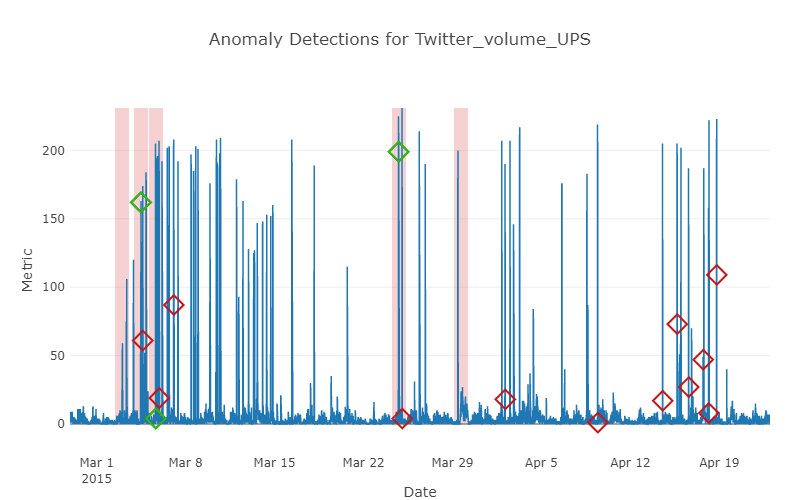 Anomaly Detections for Twitter_volume_UPS
Metric
200
150
100
50
0
Mar 1
2015
Mar 8
Mar 15
Mar 22
Mar 29
Apr 5
Apr 12
Apr 19
Date